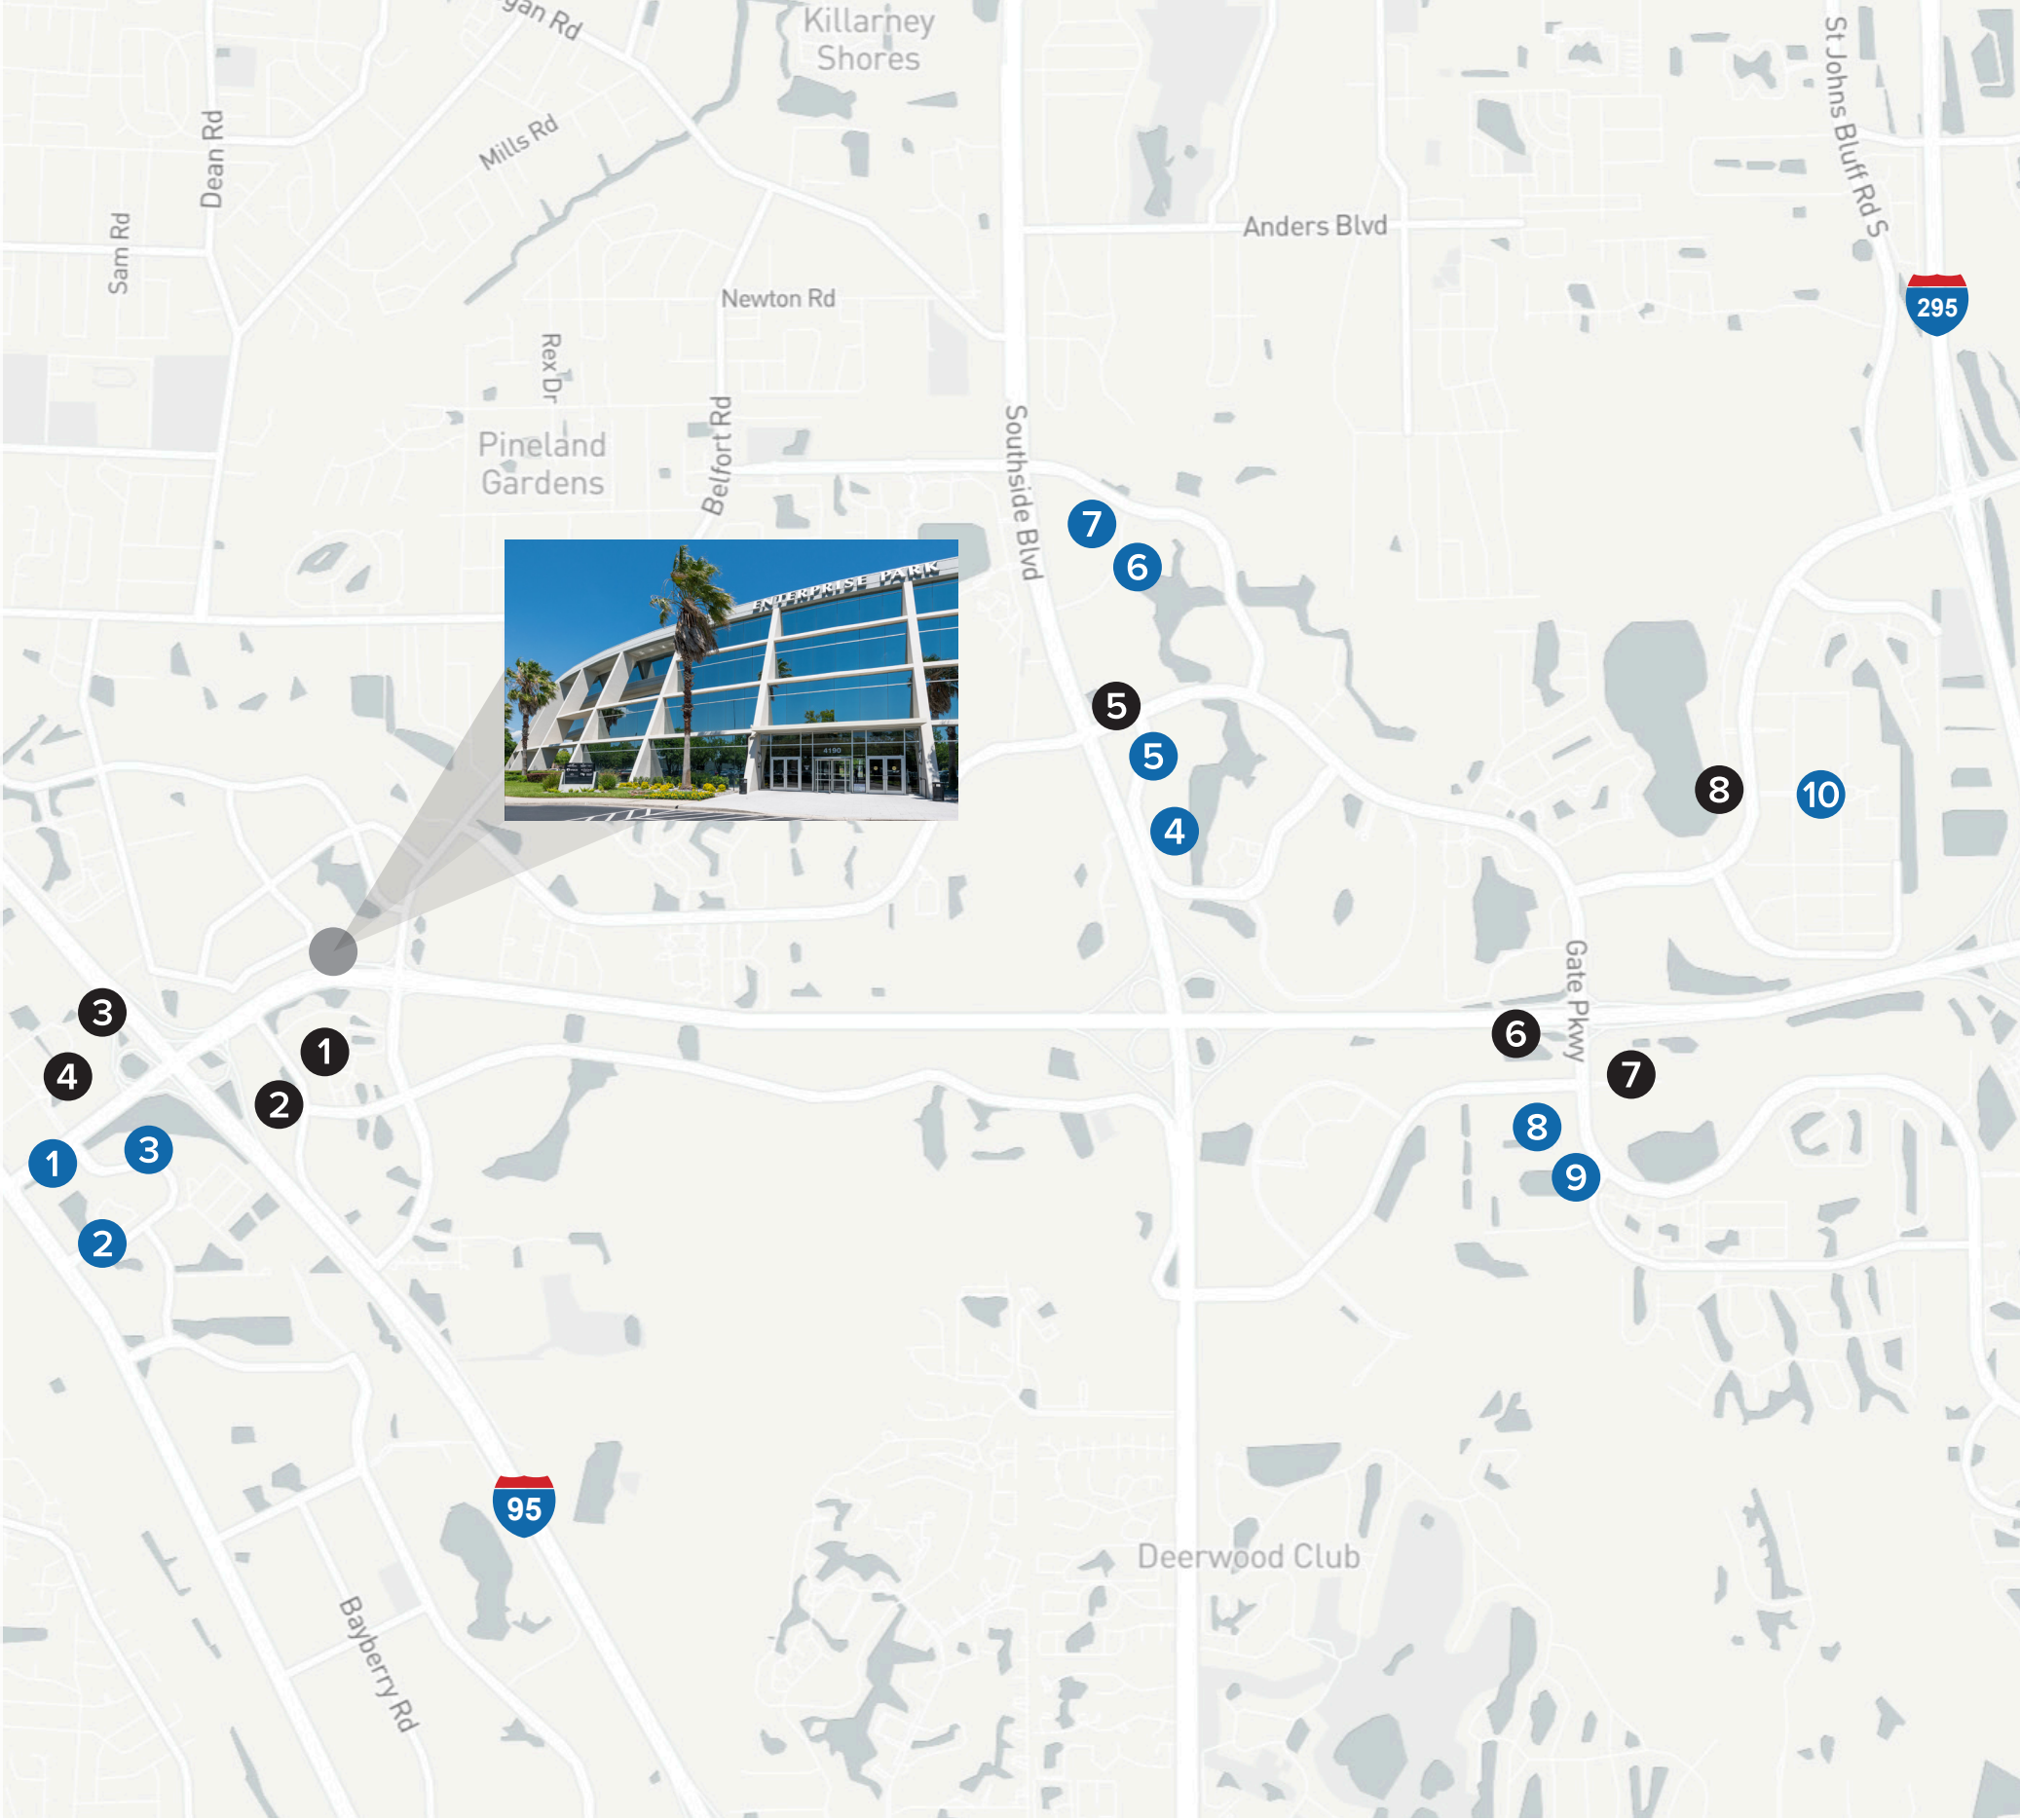 gan Rd
Killarney
Shores
St Johns Bluff Rd S
Dean Rd
Mills Rd
Sam Rd
Anders Blvd
295
Newton Rd
Rex Dr
Belfort Rd
Southside Blvd
Pineland
Gardens
7
6
ENTERPRISE PARK
4190
5
5
4
8
10
Gate Pkwy
3
1
4
2
6
7
3
1
8
9
2
95
Deerwood Club
Bayberry Rd